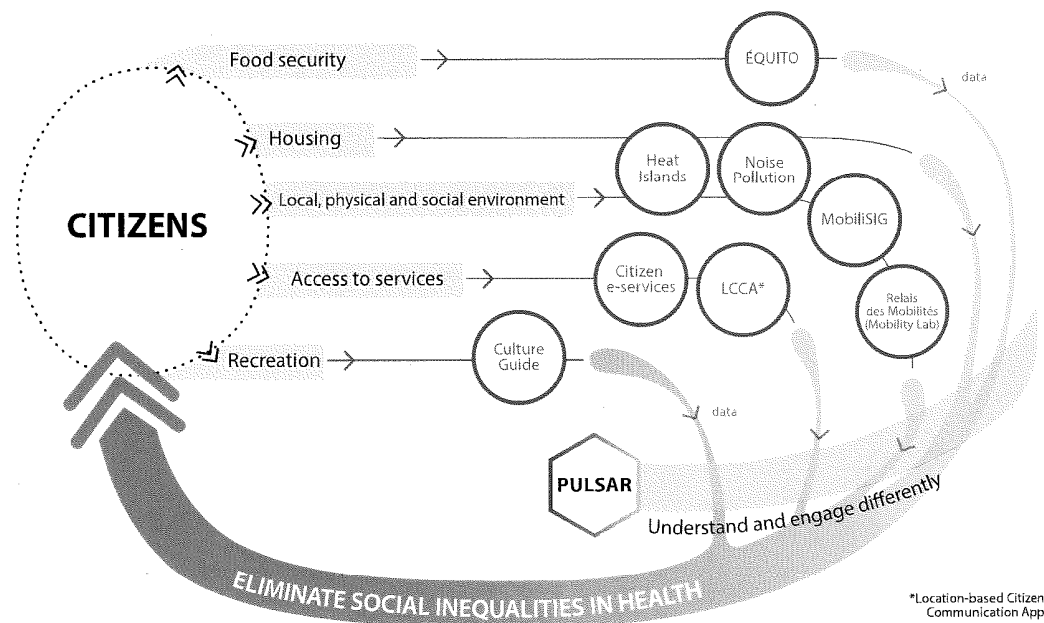 Food security
ÉQUITO
data
Housing
Heat
Islands
Noise
Pollution
Local, physical and social environment
MobiliSIG
CITIZENS
Access to services
Citizen
e-services
LCCA*
Relais
des Mobilités
(Mobility Lab)
Recreation
Culture
Guide
data
PULSAR
Understand and engage differently
ELIMINATE SOCIAL INEQUALITIES IN HEALTH
*Location-based Citizen
Communication App